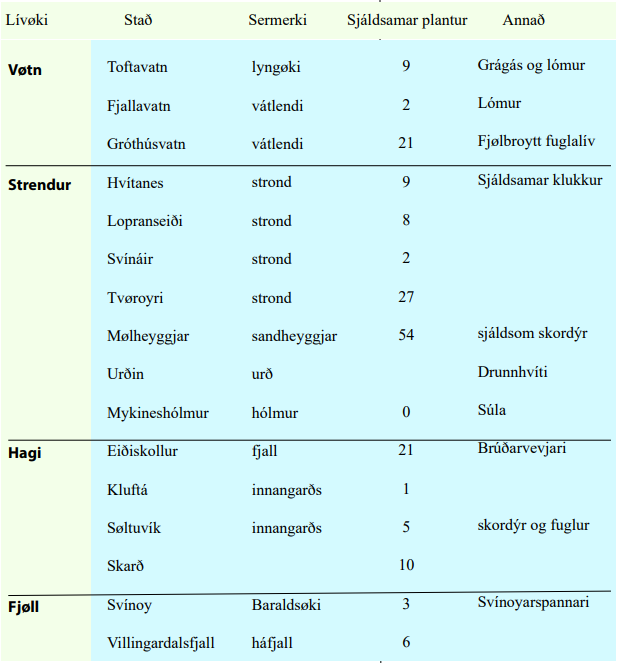 Lívøki Stað Sermerki Sjáldsamar plantur Annað
Vøtn Toftavatn lyngøki 9 Grágás og lómur
Fjallavatn vátlendi 2 Lómur
Gróthúsvatn vátlendi 21 Fjølbroytt fuglalív
Strendur Hvítanes strond 9 Sjáldsamar klukkur
Lopranseiði strond 8
Svínáir strond 2
Tvøroyri strond 27
Mølheyggjar sandheyggjar 54 sjáldsom skordýr
Urðin urð Drunnhvíti
Mykineshólmur hólmur 0 Súla
Hagi Eiðiskollur fjall 21 Brúðarvevjari
Kluftá innangarðs 1
Søltuvík innangarðs 5 skordýr og fuglur
Skarð 10
Fjøll Svínoy Baraldsøki 3 Svínoyarspannari
Villingardalsfjall háfjall 6